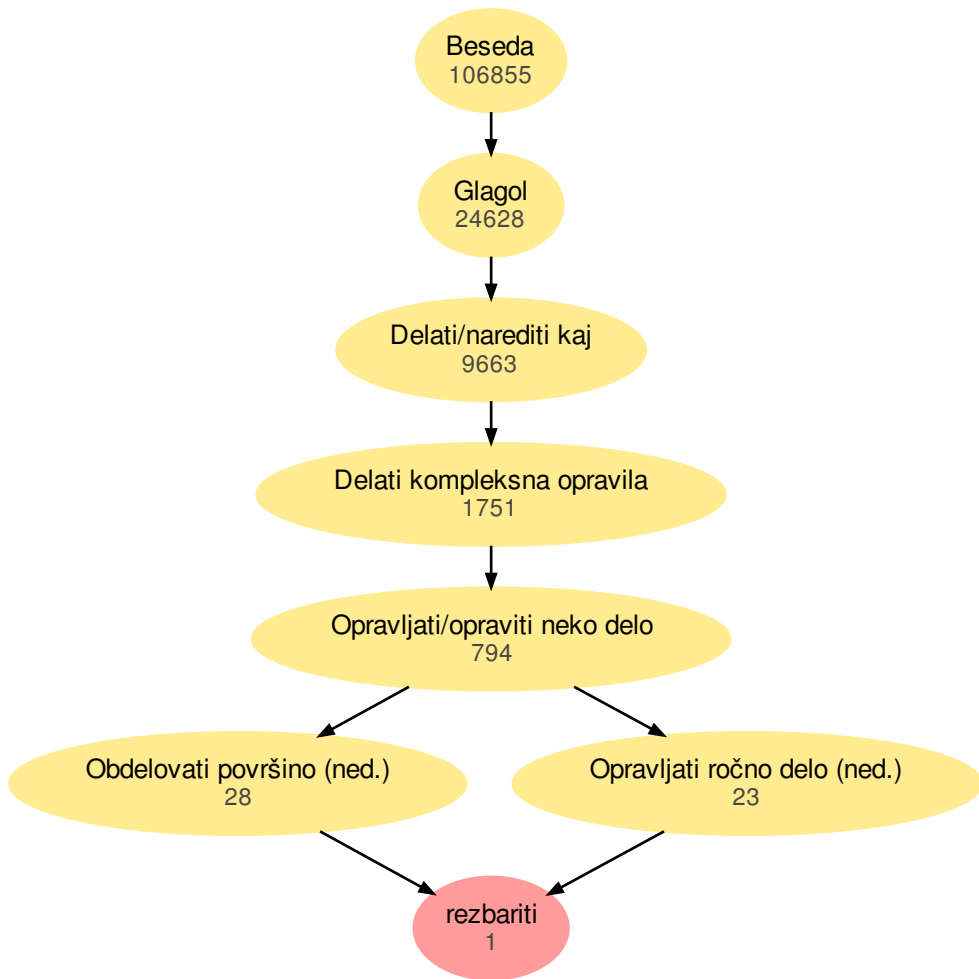 Beseda
106855
Glagol
24628
Delati/narediti kaj
9663
Delati kompleksna opravila
1751
Opravljati/opraviti neko delo
794
Obdelovati površino (ned.)
28
Opravljati ročno delo (ned.)
23
rezbariti
1